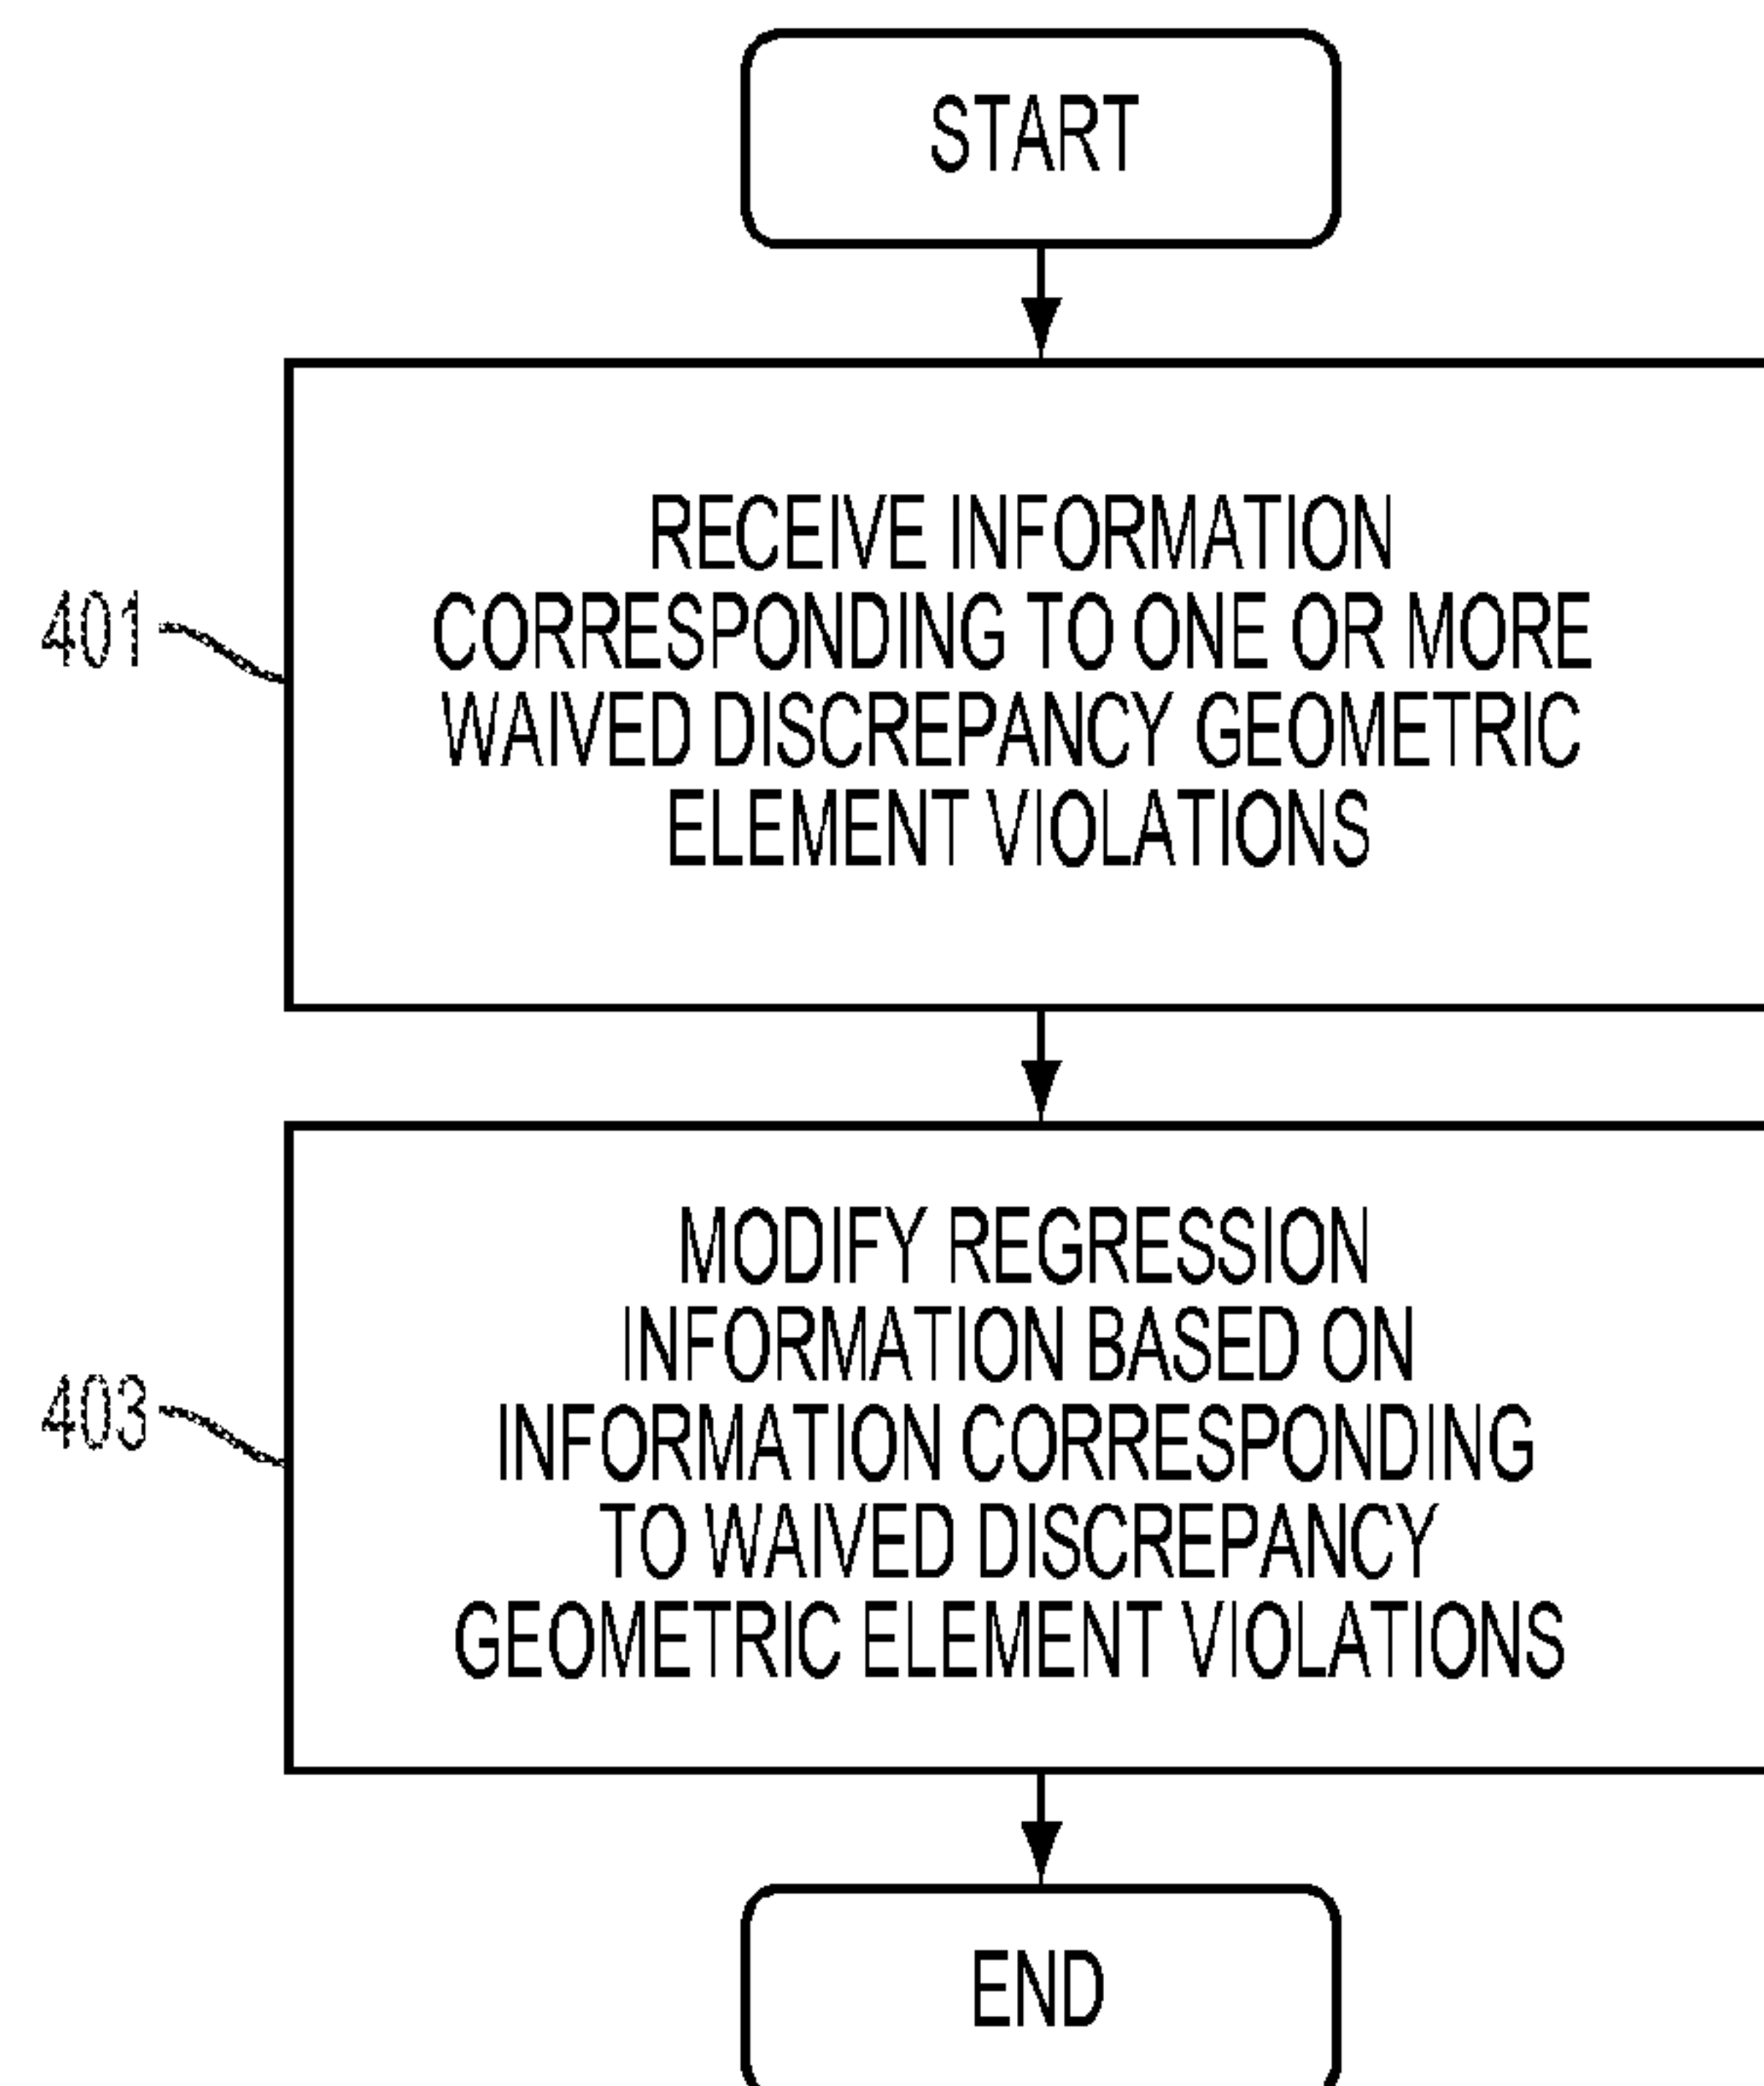 START
RECEIVE INFORMATION
CORRESPONDING TO ONE OR MORE
WAIVED DISCREPANCY GEOMETRIC
ELEMENT VIOLATIONS
401
MODIFY REGRESSION
INFORMATION BASED ON
INFORMATION CORRESPONDING
TO WAIVED DISCREPANCY
GEOMETRIC ELEMENT VIOLATIONS
403
END